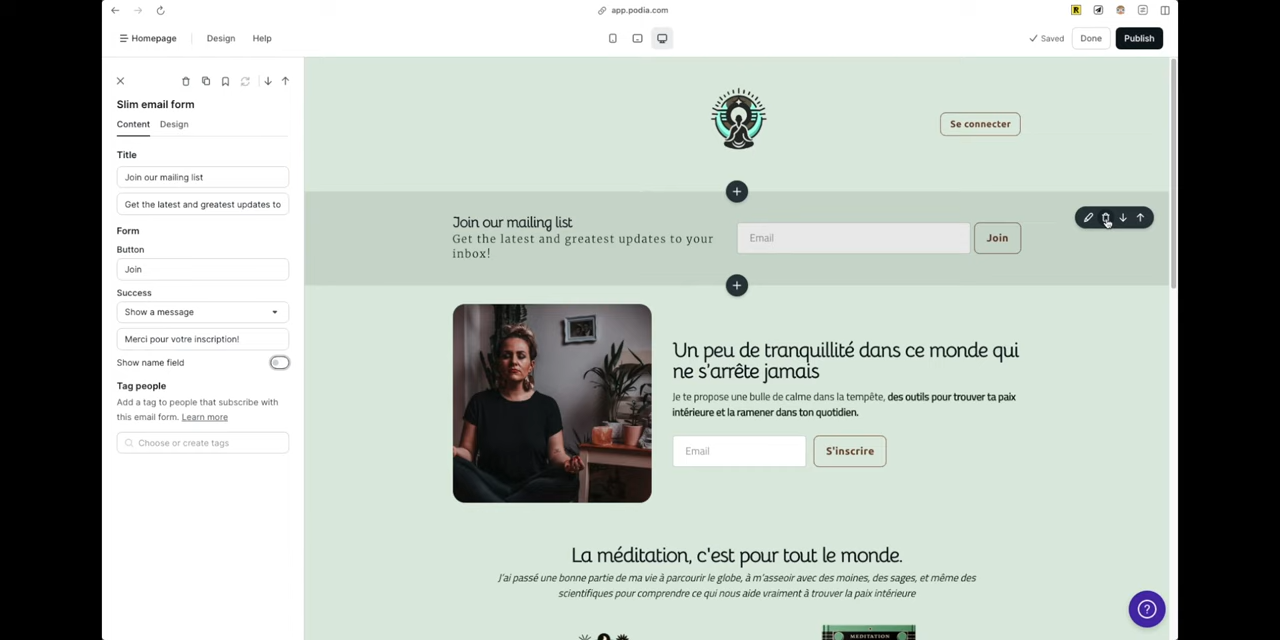 app.podia.com
R
Homepage
Design
Help
Saved
Done
Publish
Slim email form
Content
Design
Title
Join our mailing list
Get the latest and greatest updates to
Form
Button
Join
Success
Show a message
Merci pour votre inscription!
Show name field
Tag people
Add a tag to people that subscribe with
this email form. Learn more
Choose or create tags
Se connecter
Join our mailing list
Get the latest and greatest updates to your
inbox!
Email
Join
Un peu de tranquillité dans ce monde qui
ne s'arrête jamais
Je te propose une bulle de calme dans la tempête, des outils pour trouver ta paix
intérieure et la ramener dans ton quotidien.
Email
S'inscrire
La méditation, c'est pour tout le monde.
J'ai passé une bonne partie de ma vie à parcourir le globe, à m'asseoir avec des moines, des sages, et même des
scientifiques pour comprendre ce qui nous aide vraiment à trouver la paix intérieure
MEDITATION